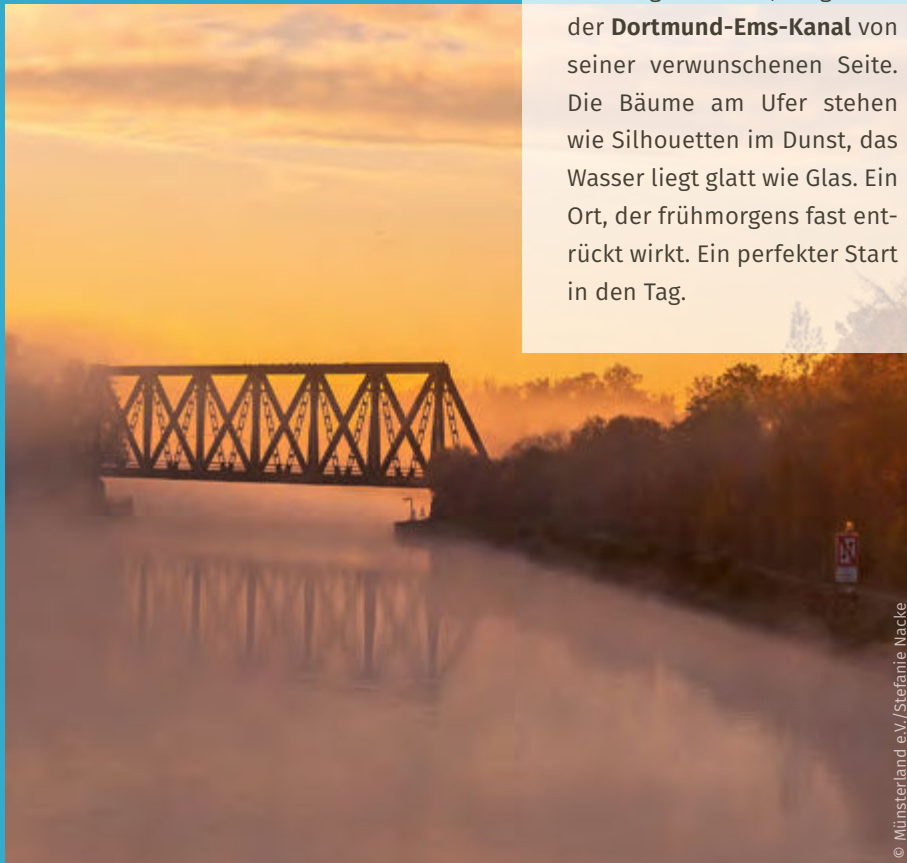 der Dortmund-Ems-Kanal von
seiner verwunschenen Seite.
Die Bäume am Ufer stehen
wie Silhouetten im Dunst, das
Wasser liegt glatt wie Glas. Ein
Ort, der frühmorgens fast ent-
rückt wirkt. Ein perfekter Start
in den Tag.
© Münsterland e.V./Stefanie Nacke